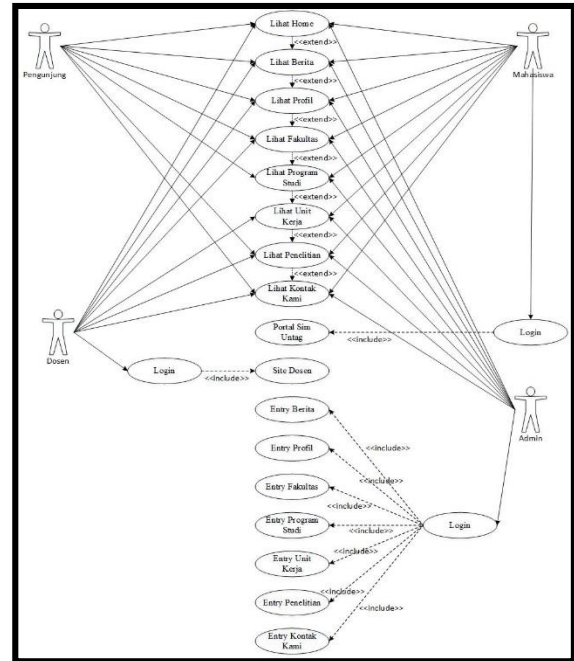 Lihat Home
<<extend>>
Pengunjung
Mahasiswa
Lihat Berita
<<extend>>
Lihat Profil
<<extend>>
Lihat Fakultas
<<extend>>
Lihat Program
Studi
<<extend>>
Lihat Unit
Kerja
<<extend>>
Lihat Penelitian
<<extend>>
Lihat Kontak
Kami
Portal Sim
Untag
<<include>>
Login
Dosen
Login
<<include>>
Site Dosen
Admin
Entry Berita
<<include>>
Entry Profil
<<include>>
Entry Fakultas
<<include>>
Entry Program
Studi
<<include>>
Login
Entry Unit
Kerja
<<include>>
Entry Penelitian
<<include>>
Entry Kontak
Kami
<<include>>